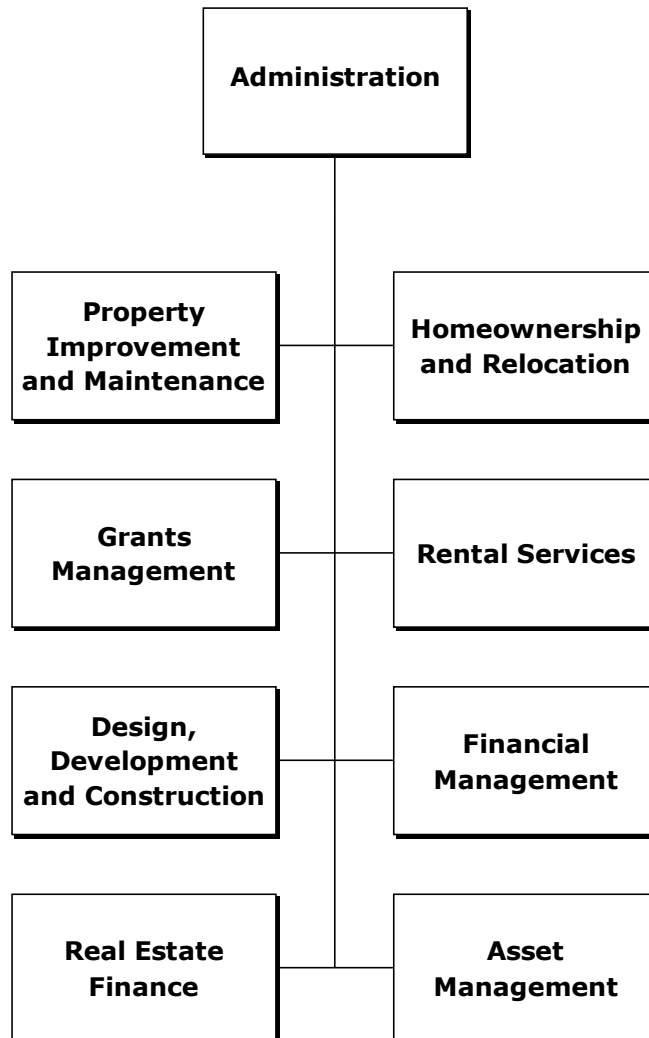 Administration
Property
Improvement
and Maintenance
Homeownership
and Relocation
Grants
Management
Rental Services
Design,
Development
and Construction
Financial
Management
Real Estate
Finance
Asset
Management